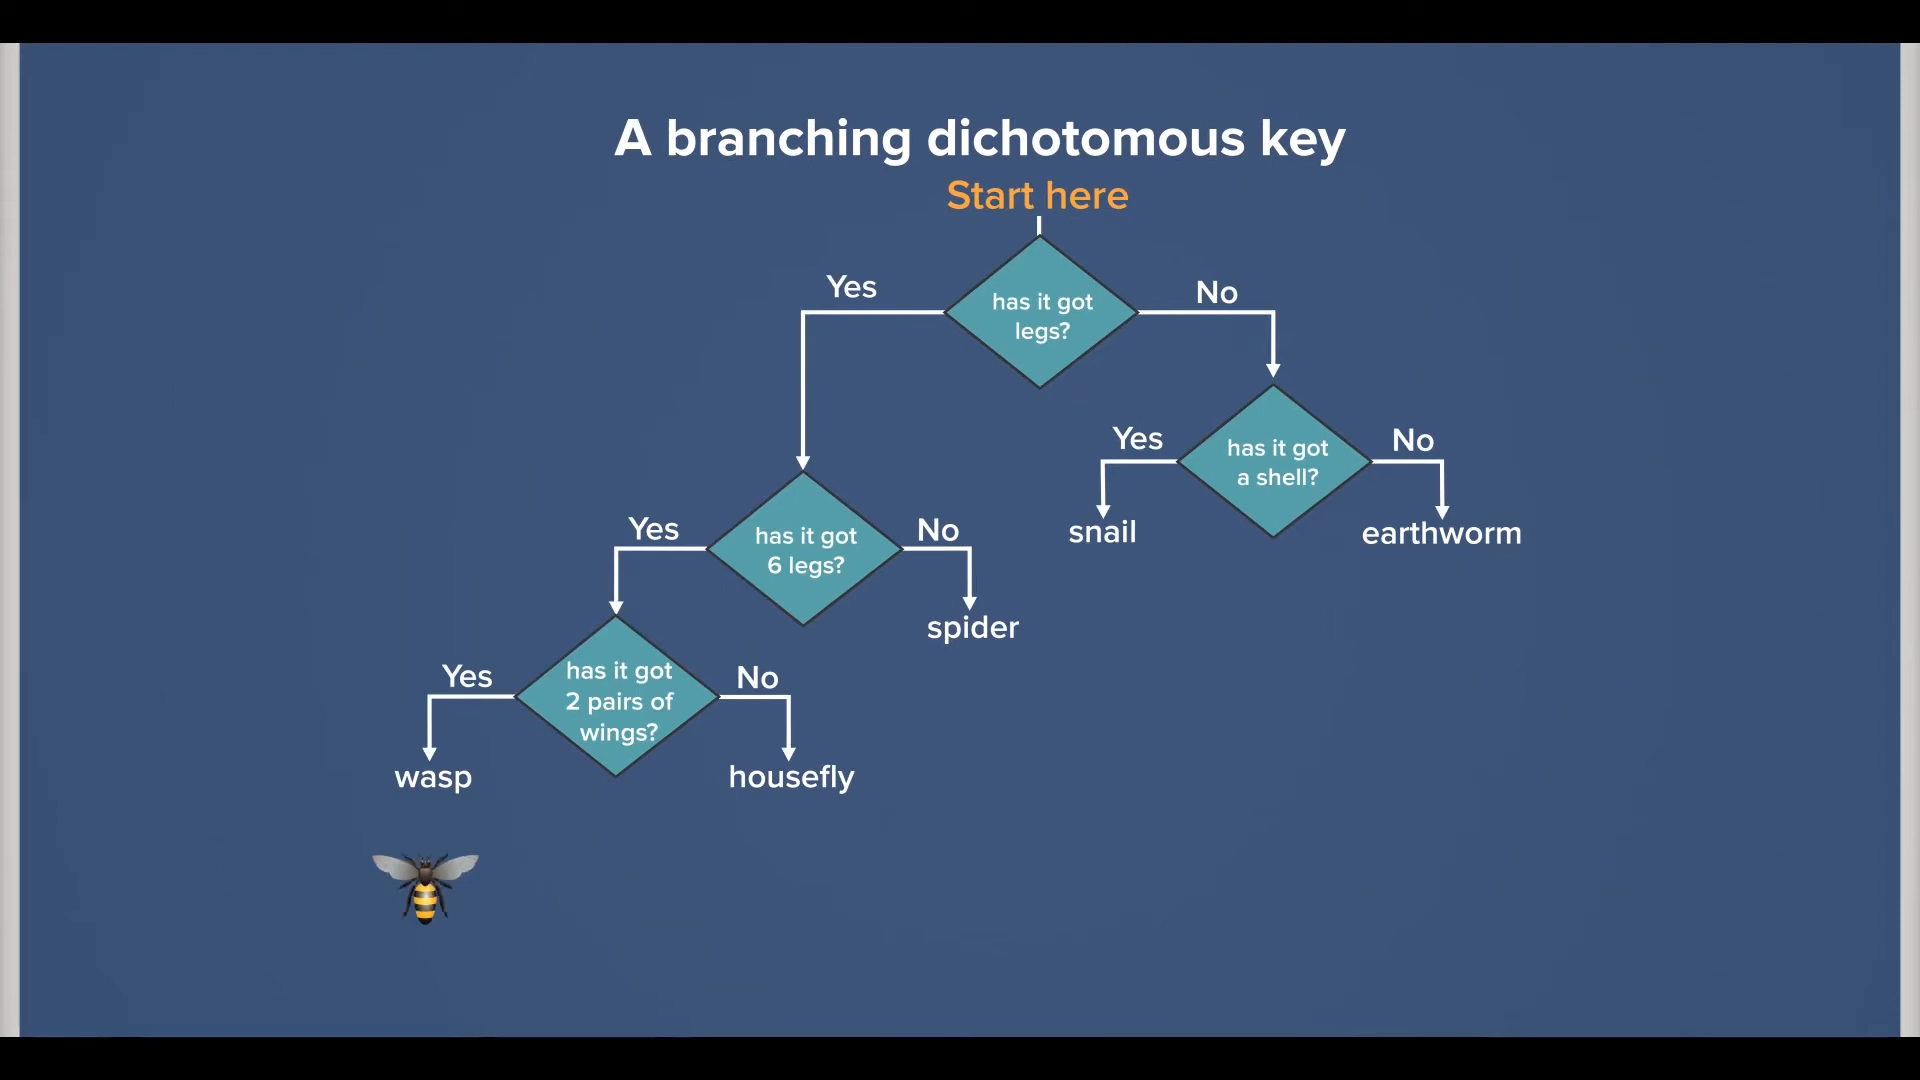 A branching dichotomous key
Start here
Yes
has it got
legs?
No
Yes
has it got
a shell?
No
snail
earthworm
Yes
has it got
6 legs?
No
spider
Yes
has it got
2 pairs of
wings?
No
wasp
housefly